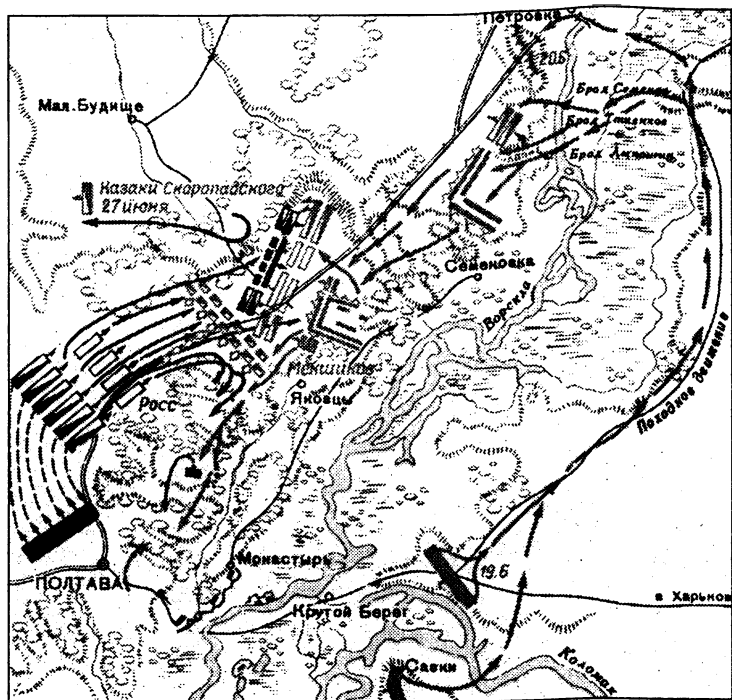 Петровка
20.6
Мал. Будище
Брод Семенов
Брод Тишенков
Брод Лыкошин
Казаки Скоропадского
27 июня
Семеновка
Ворскла
Меншиков
Яковцы
Росс
Походное движение
Монастырь
19.6
ПОЛТАВА
Крутой Берег
в Харьков
Савки
Коломак